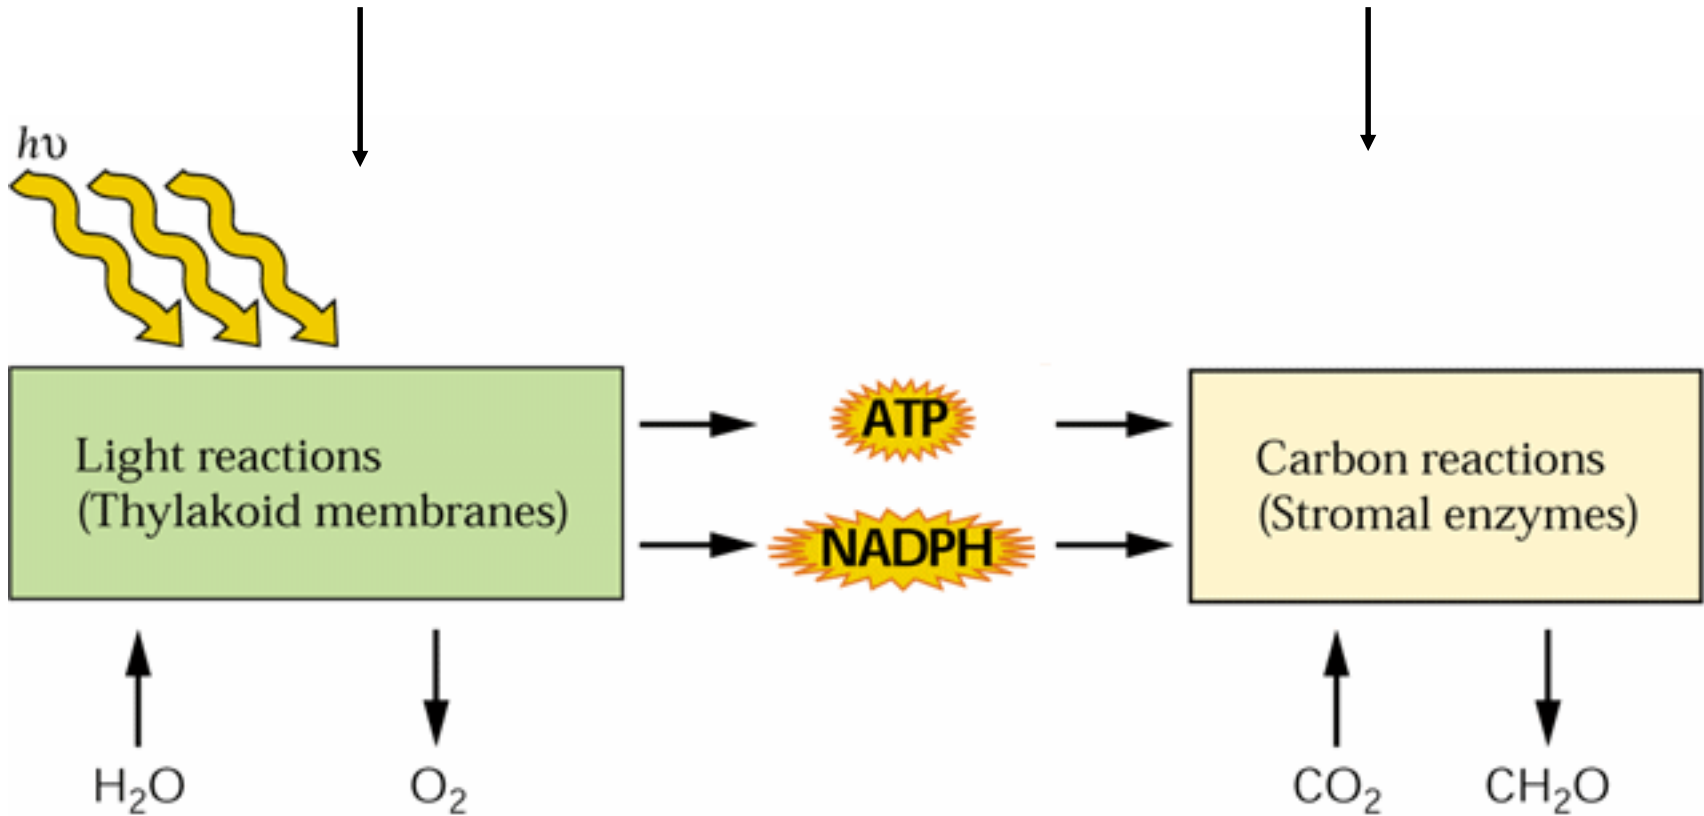 hυ
Light reactions
(Thylakoid membranes)
ATP
NADPH
Carbon reactions
(Stromal enzymes)
H₂O
O₂
CO₂
CH₂O